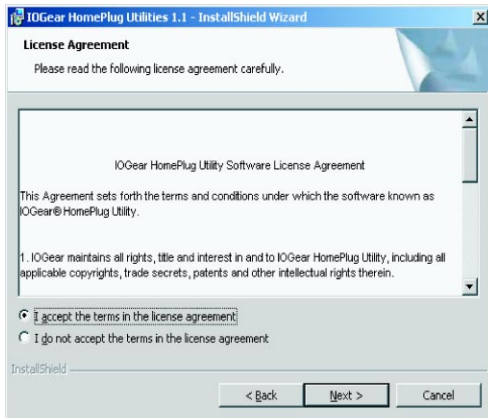 IOGear HomePlug Utilities 1.1 - InstallShield Wizard
License Agreement
Please read the following license agreement carefully.
IOGear HomePlug Utility Software License Agreement
This Agreement sets forth the terms and conditions under which the software known as
IOGear® HomePlug Utility.
1. IOGear maintains all rights, title and interest in and to IOGear HomePlug Utility, including all
applicable copyrights, trade secrets, patents and other intellectual rights therein.
I accept the terms in the license agreement
I do not accept the terms in the license agreement
InstallShield
< Back Next > Cancel